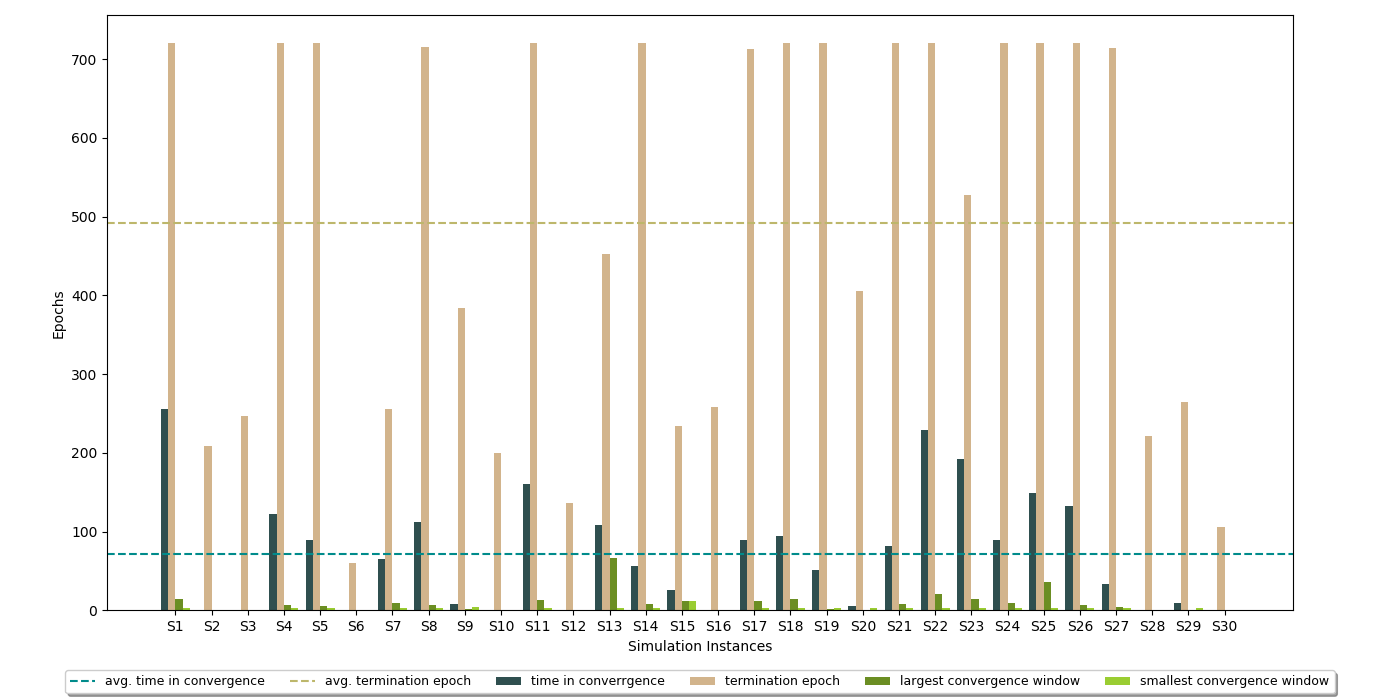 700
600
500
400
300
200
100
0
Epochs
S1 S2 S3 S4 S5 S6 S7 S8 S9 S10 S11 S12 S13 S14 S15 S16 S17 S18 S19 S20 S21 S22 S23 S24 S25 S26 S27 S28 S29 S30
Simulation Instances
avg. time in convergence avg. termination epoch time in converrgence termination epoch largest convergence window smallest convergence window